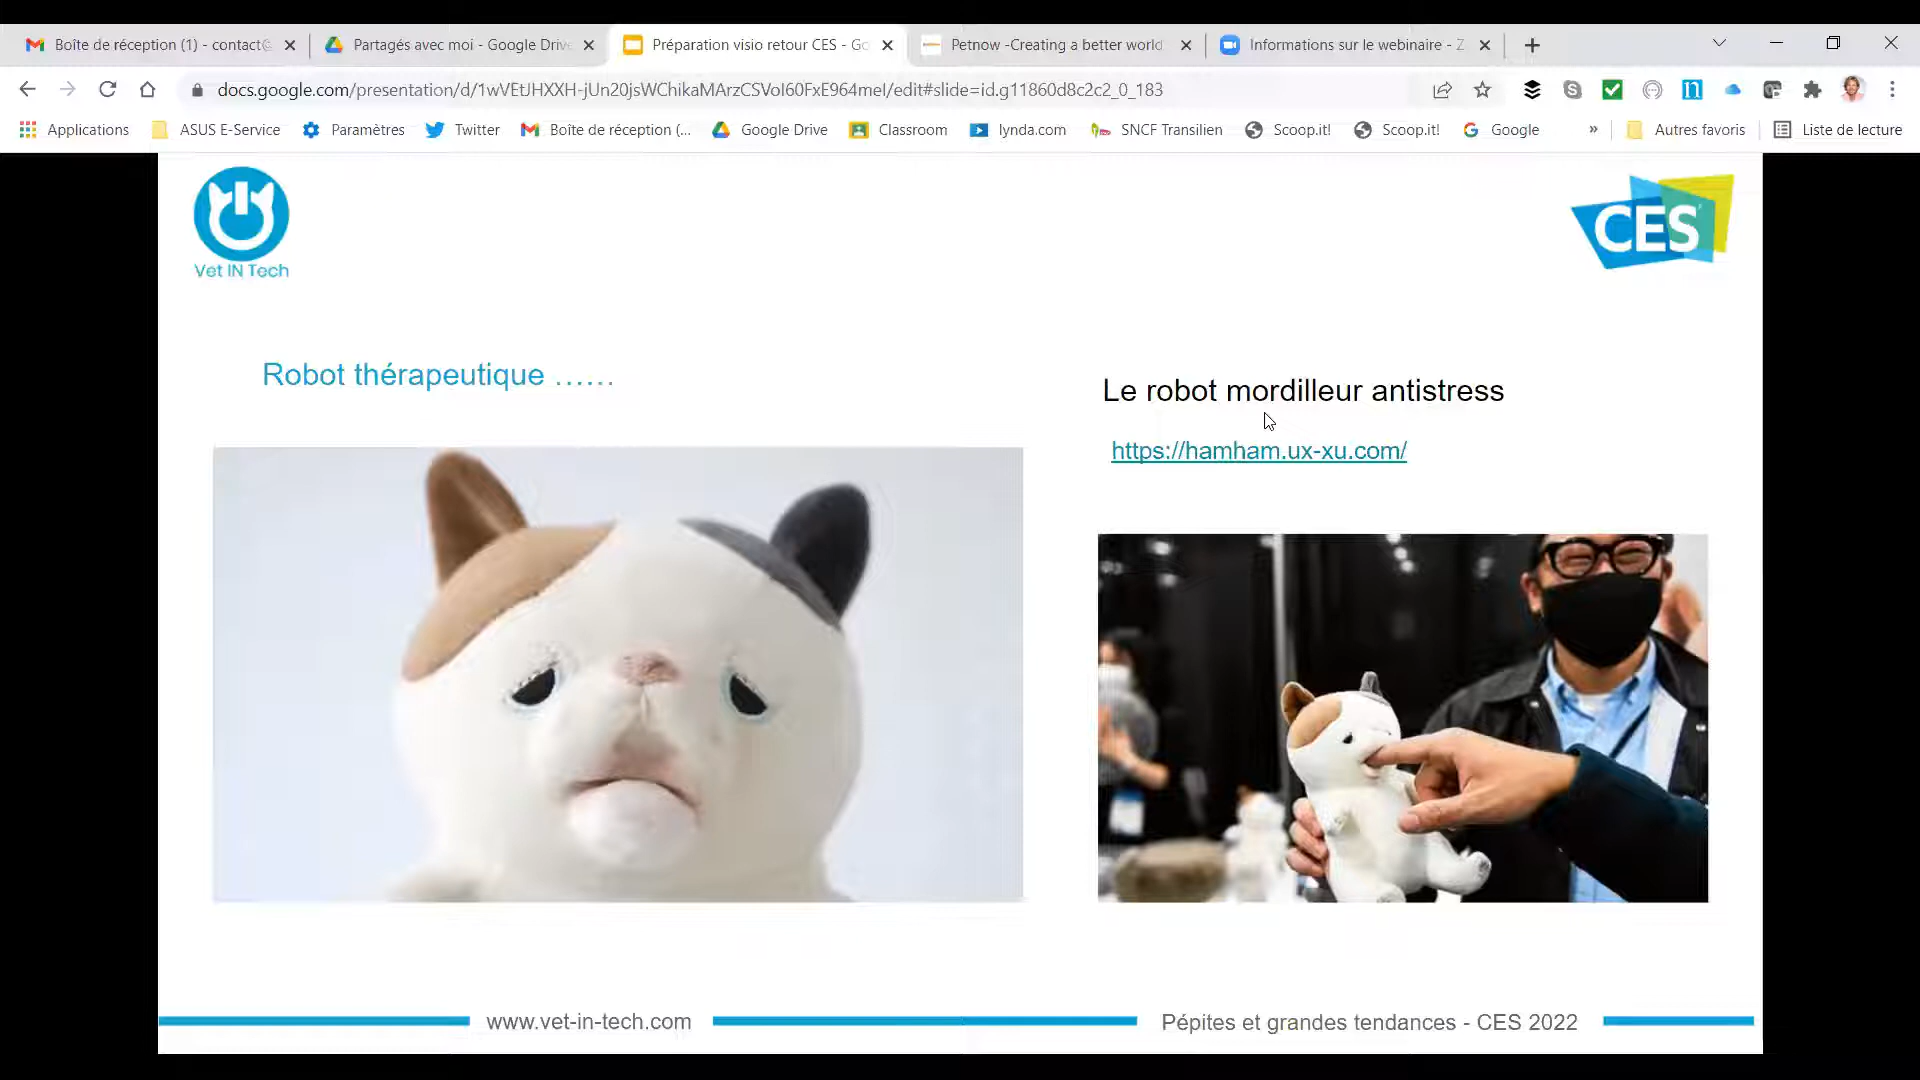 Boîte de réception (1) - contact@
Partagés avec moi - Google Drive
Préparation visio retour CES - Go
Petnow -Creating a better world
Informations sur le webinaire - Z
docs.google.com/presentation/d/1wVEtJHXXH-jUn20jsWChikaMArzCSVoI60FxE964meI/edit#slide=id.g11860d8c2c2_0_183
Applications
ASUS E-Service
Paramètres
Twitter
Boîte de réception (...
Google Drive
Classroom
lynda.com
SNCF Transilien
Scoop.it!
Scoop.it!
Google
»
Autres favoris
Liste de lecture
Vet IN Tech
CES
Robot thérapeutique ……
Le robot mordilleur antistress
https://hamham.ux-xu.com/
www.vet-in-tech.com
Pépites et grandes tendances - CES 2022